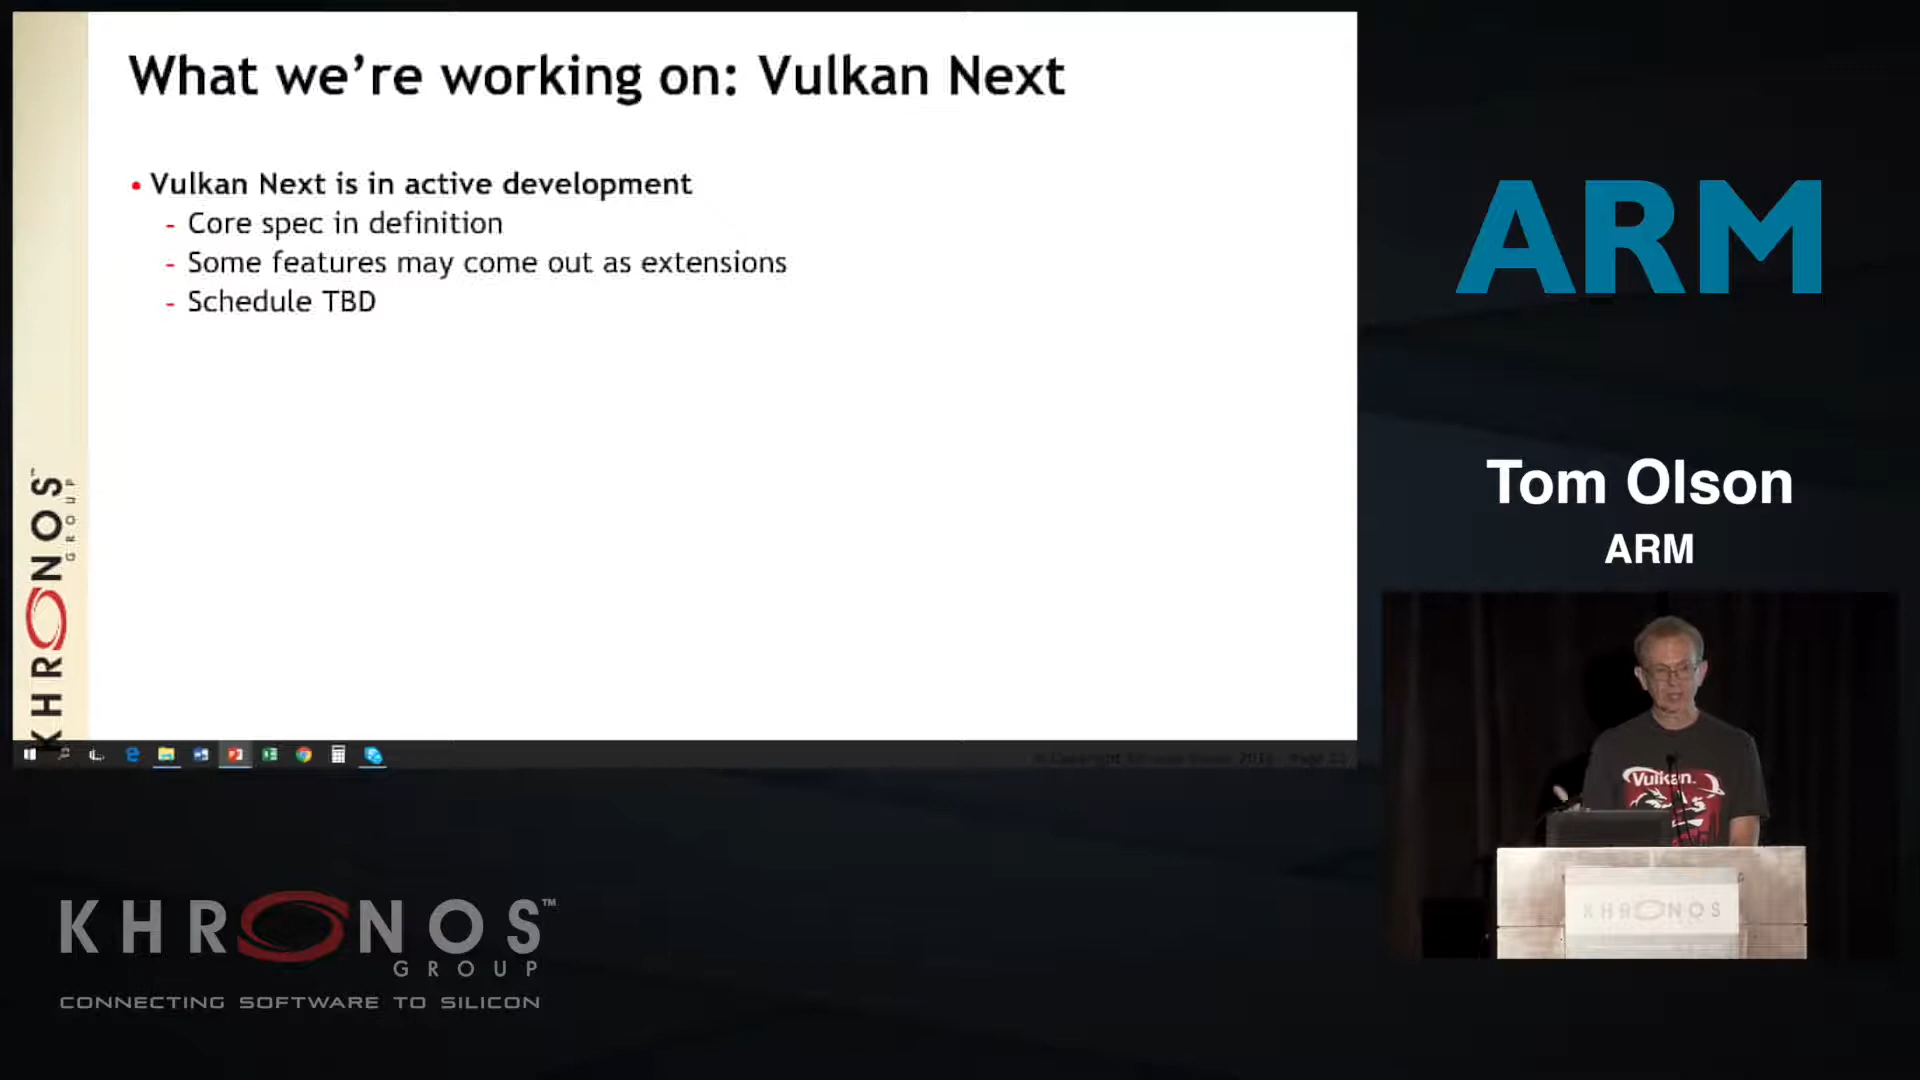 What we're working on: Vulkan Next
• Vulkan Next is in active development
- Core spec in definition
- Some features may come out as extensions
- Schedule TBD
KHRONOS™
GROUP
ARM
Tom Olson
ARM
Vulkan.
KHRONOS
KHRONOS™
GROUP
CONNECTING SOFTWARE TO SILICON